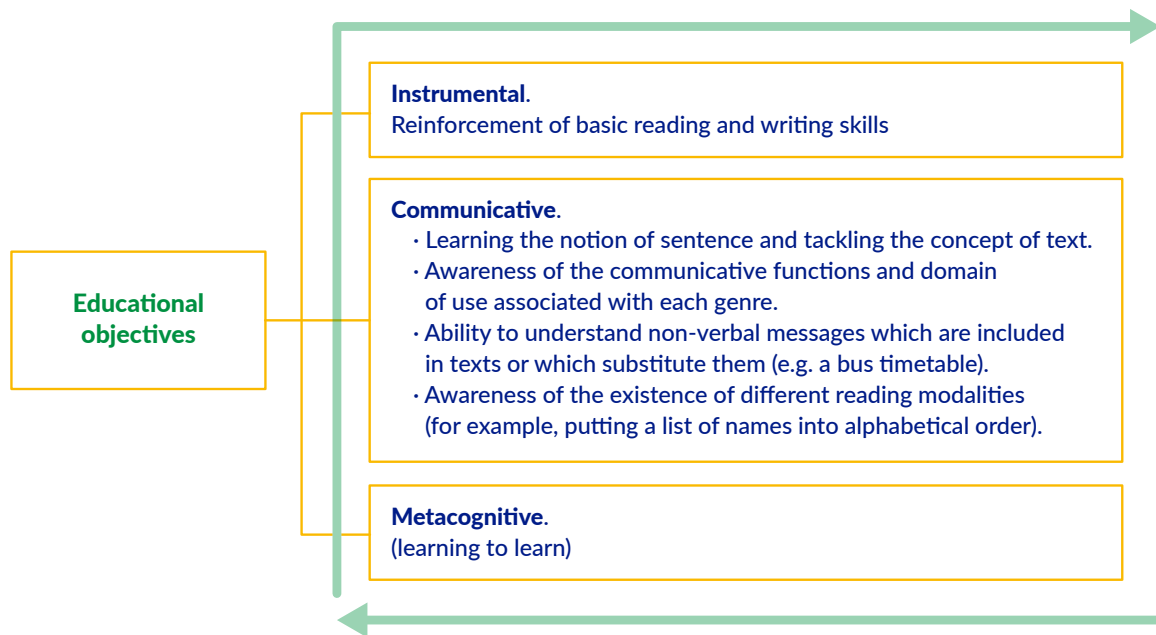 Educational
objectives
Instrumental.
Reinforcement of basic reading and writing skills
Communicative.
· Learning the notion of sentence and tackling the concept of text.
· Awareness of the communicative functions and domain
of use associated with each genre.
· Ability to understand non-verbal messages which are included
in texts or which substitute them (e.g. a bus timetable).
· Awareness of the existence of different reading modalities
(for example, putting a list of names into alphabetical order).
Metacognitive.
(learning to learn)